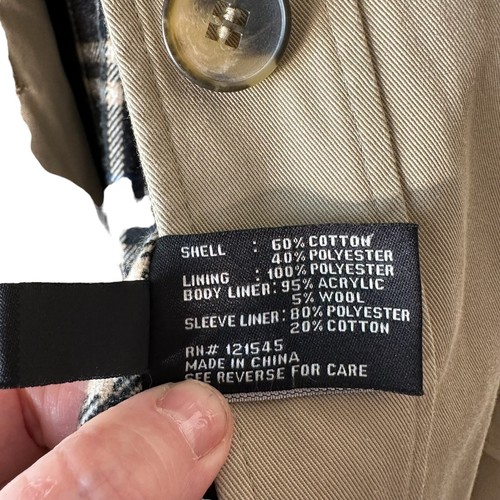 SHELL : 60% COTTON
40% POLYESTER
LINING : 100% POLYESTER
BODY LINER: 95% ACRYLIC
5% WOOL
SLEEVE LINER: 80% POLYESTER
20% COTTON
RN# 121545
MADE IN CHINA
SEE REVERSE FOR CARE